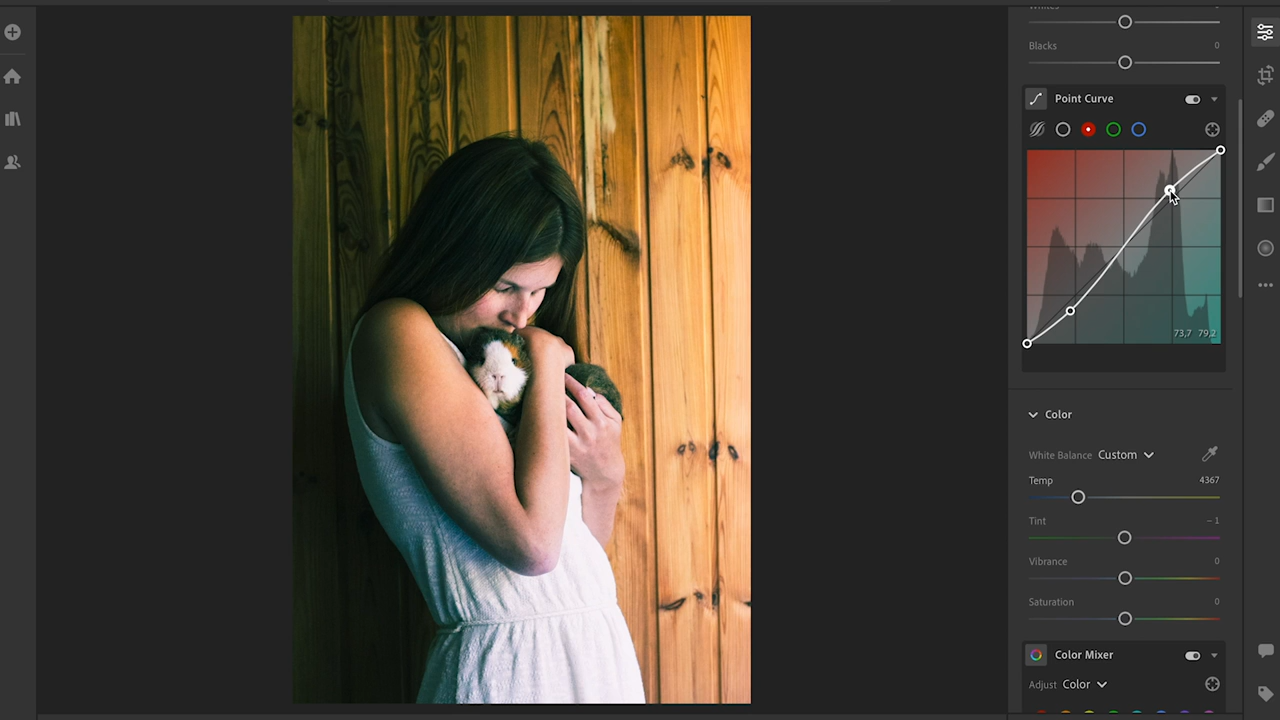 Whites
Blacks 0
Point Curve
73,7 79,2
Color
White Balance Custom
Temp 4367
Tint – 1
Vibrance 0
Saturation 0
Color Mixer
Adjust Color